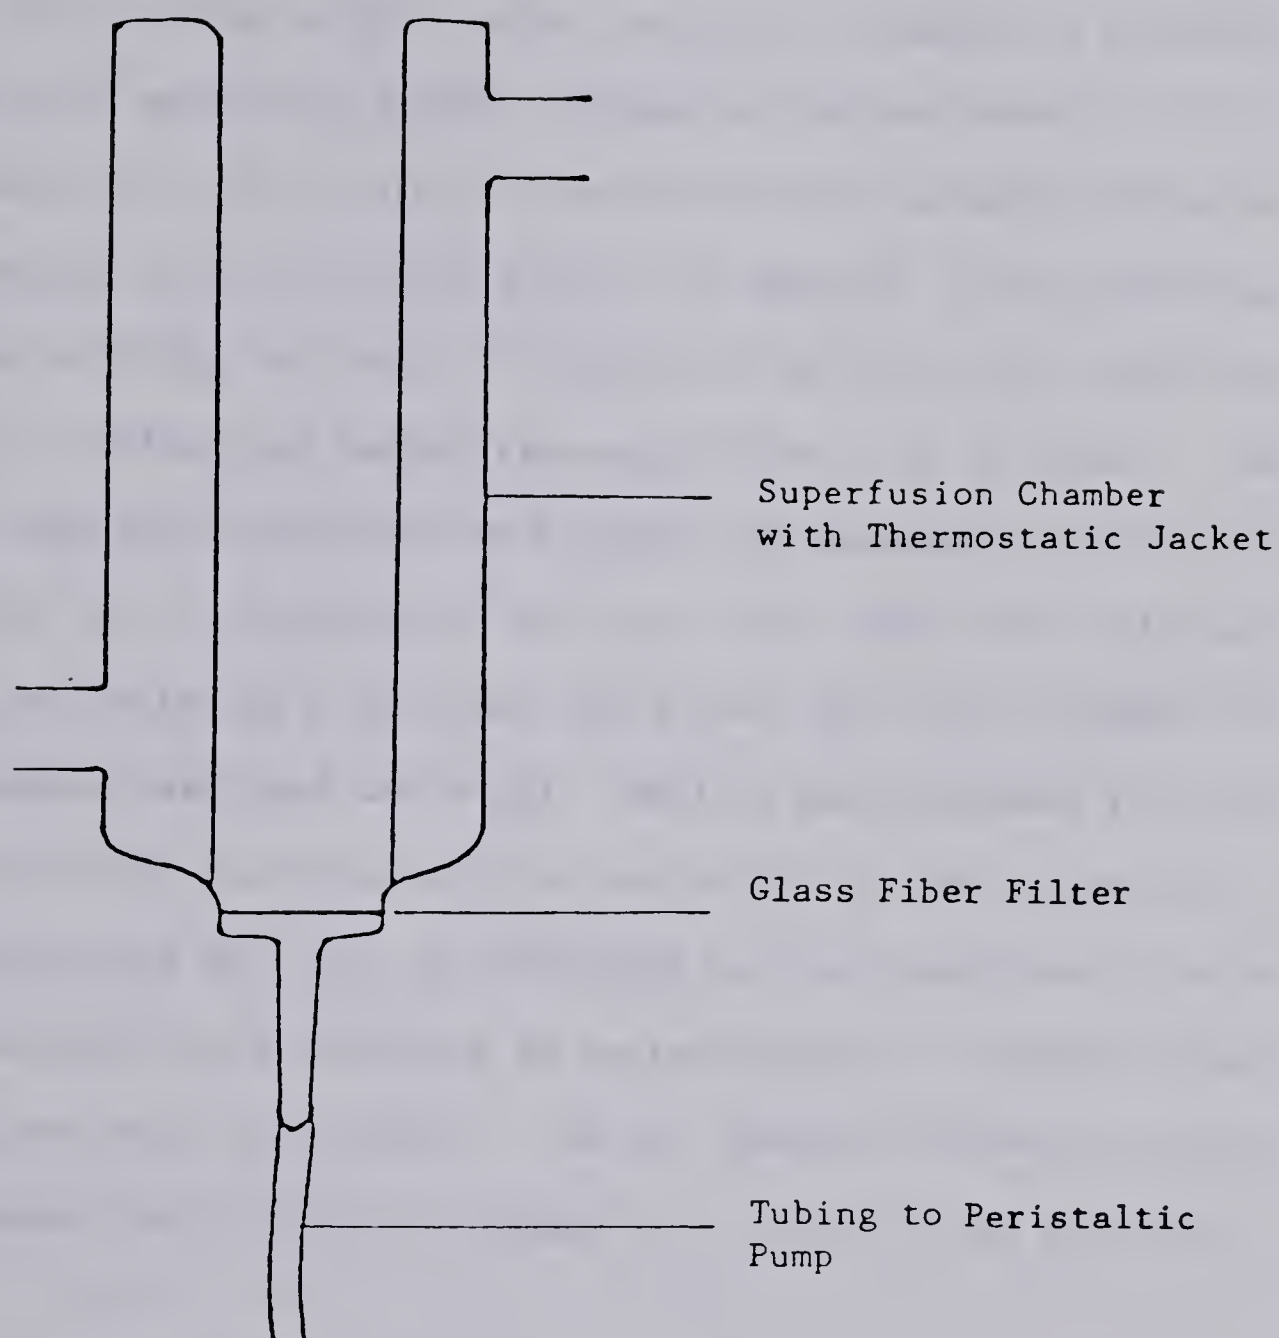 Superfusion Chamber
with Thermostatic Jacket
Glass Fiber Filter
Tubing to Peristaltic
Pump